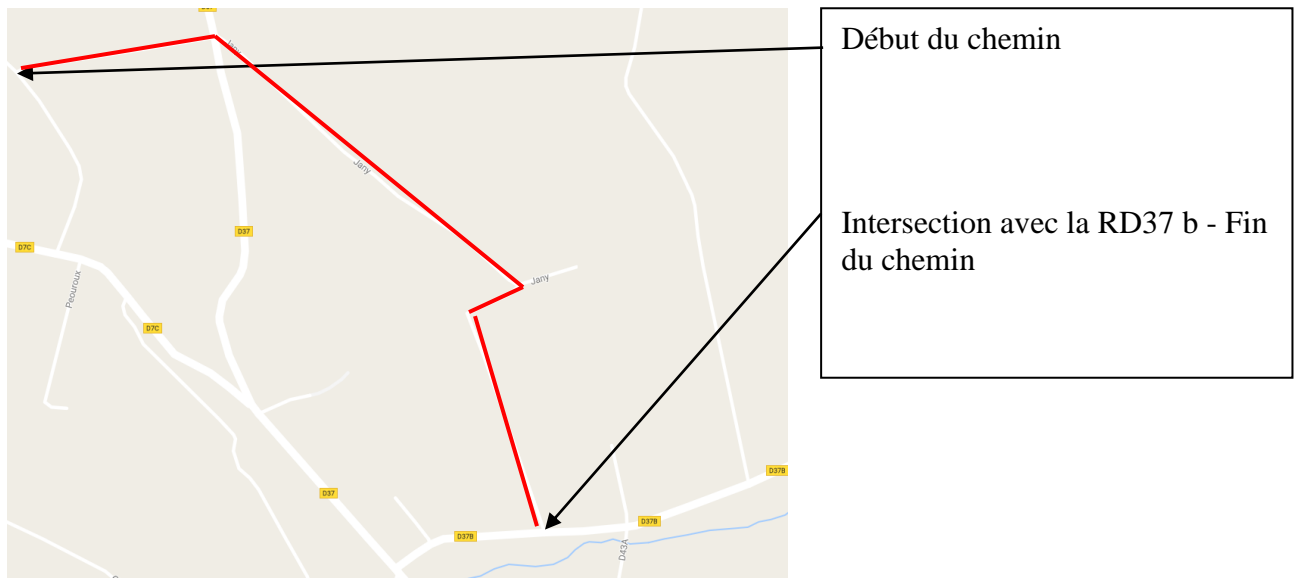 Début du chemin
Intersection avec la RD37 b - Fin
du chemin
Jany
Jany
D37
D7C
Peouroux
Jany
D7C
D37
D37B
D37B
D37B
D43A